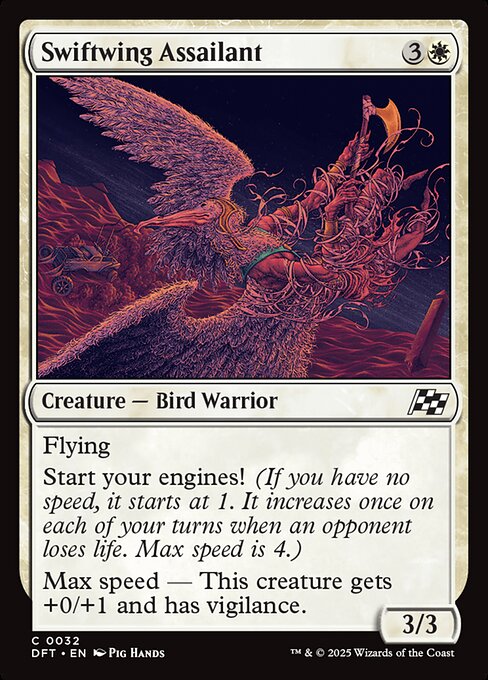 Swiftwing Assailant 3
Creature — Bird Warrior
Flying
Start your engines! (If you have no
speed, it starts at 1. It increases once on
each of your turns when an opponent
loses life. Max speed is 4.)
Max speed — This creature gets
+0/+1 and has vigilance.
3/3
C 0032
DFT • EN Pig Hands
™ & © 2025 Wizards of the Coast